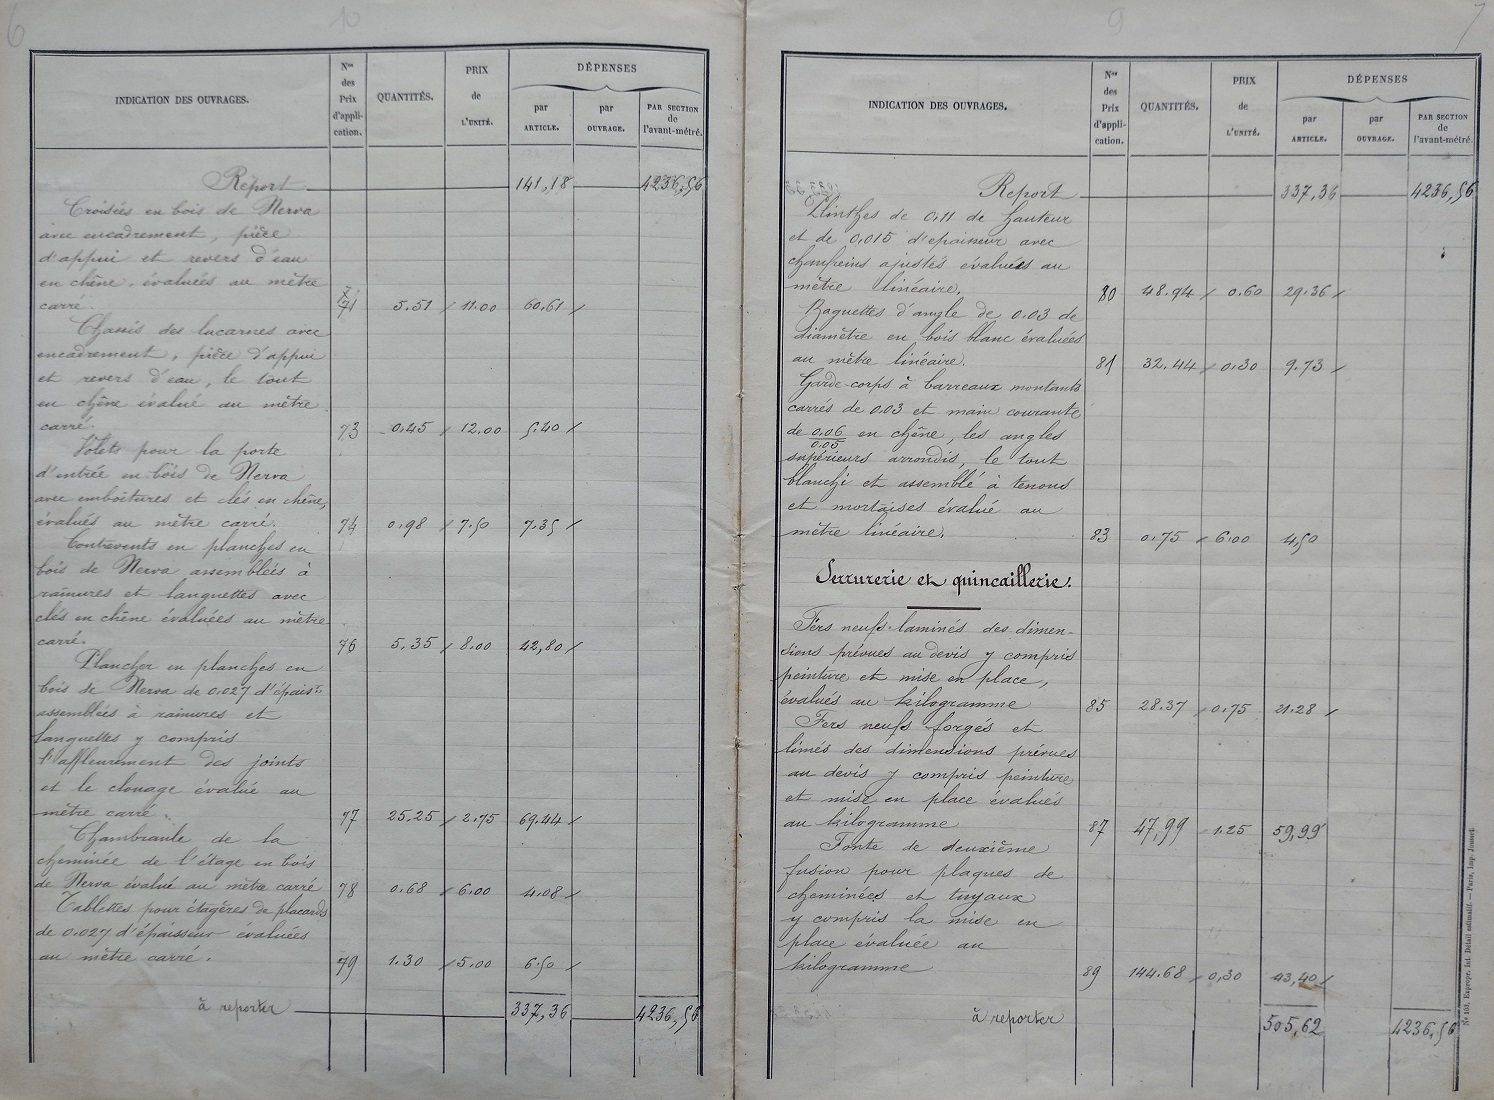 6
10
INDICATION DES OUVRAGES.
Nos des Prix d'appli- cation.
QUANTITÉS.
PRIX de L'UNITÉ.
DÉPENSES
par ARTICLE.
par OUVRAGE.
PAR SECTION de l'avant-métré.
Report 141,18 4236,56
Croisées en bois de Nerva
avec encadrement, pièce
d'appui et revers d'eau
en chêne, évaluées au mètre
carré. 71 5.51 11.00 60.61
Chassis des lucarnes avec
encadrement, pièce d'appui
et revers d'eau, le tout
en chêne évalué au mètre
carré. 73 0.45 12.00 5.40
Volets pour la porte
d'entrée en bois de Nerva
avec emboîtures et clés en chêne,
évalués au mètre carré. 74 0.98 7.50 7.35
Contrevents en planches en
bois de Nerva assemblés à
rainures et languettes avec
clés en chêne évaluées au mètre
carré. 76 5.35 8.00 42,80
Plancher en planches en
bois de Nerva de 0.027 d'épaisr.
assemblées à rainures et
languettes y compris
l'affleurement des joints
et le clouage évalué au
mètre carré. 77 25.25 2.75 69.44
Chambranle de la
cheminée de l'étage en bois
de Nerva évalué au mètre carré 78 0.68 6.00 4.08
Tablettes pour étagères de placards
de 0.027 d'épaisseur évaluées
au mètre carré. 79 1.30 5.00 6.50
à reporter 337,36 4236,56
9
7
INDICATION DES OUVRAGES.
Nos des Prix d'appli- cation.
QUANTITÉS.
PRIX de L'UNITÉ.
DÉPENSES
par ARTICLE.
par OUVRAGE.
PAR SECTION de l'avant-métré.
Report 337,36 4236,56
Plinthes de 0.11 de hauteur
et de 0.015 d'epaisseur avec
champeins ajustés évaluées au
mètre linéaire. 80 48.94 0.60 29.36
Baguettes d'angle de 0.03 de
diamètre en bois blanc évaluées
au mètre linéaire. 81 32.44 0.30 9.73
Garde-corps à barreaux montants
carrés de 0.03 et main courante
de 0.06/0.05 en chêne, les angles
supérieurs arrondis, le tout
blanchi et assemblé à tenons
et mortaises évalué au
mètre linéaire. 83 0.75 6.00 4,50
Serrurerie et quincaillerie.
Fers neufs laminés des dimen-
sions prévues au devis y compris
peinture et mise en place,
évalués au kilogramme 85 28.37 0.75 21.28
Fers neufs forgés et
limés des dimensions prévues
au devis y compris peinture
et mise en place évalués
au kilogramme 87 47,99 1.25 59,99
Fonte de deuxième
fusion pour plaques de
cheminées et tuyaux
y compris la mise en
place évaluée au
kilogramme 89 144.68 0,30 43,40
à reporter 505,62 4236,56
No 103. Exprop. Int. Détail estimatif. — Paris, Imp. Jousset.